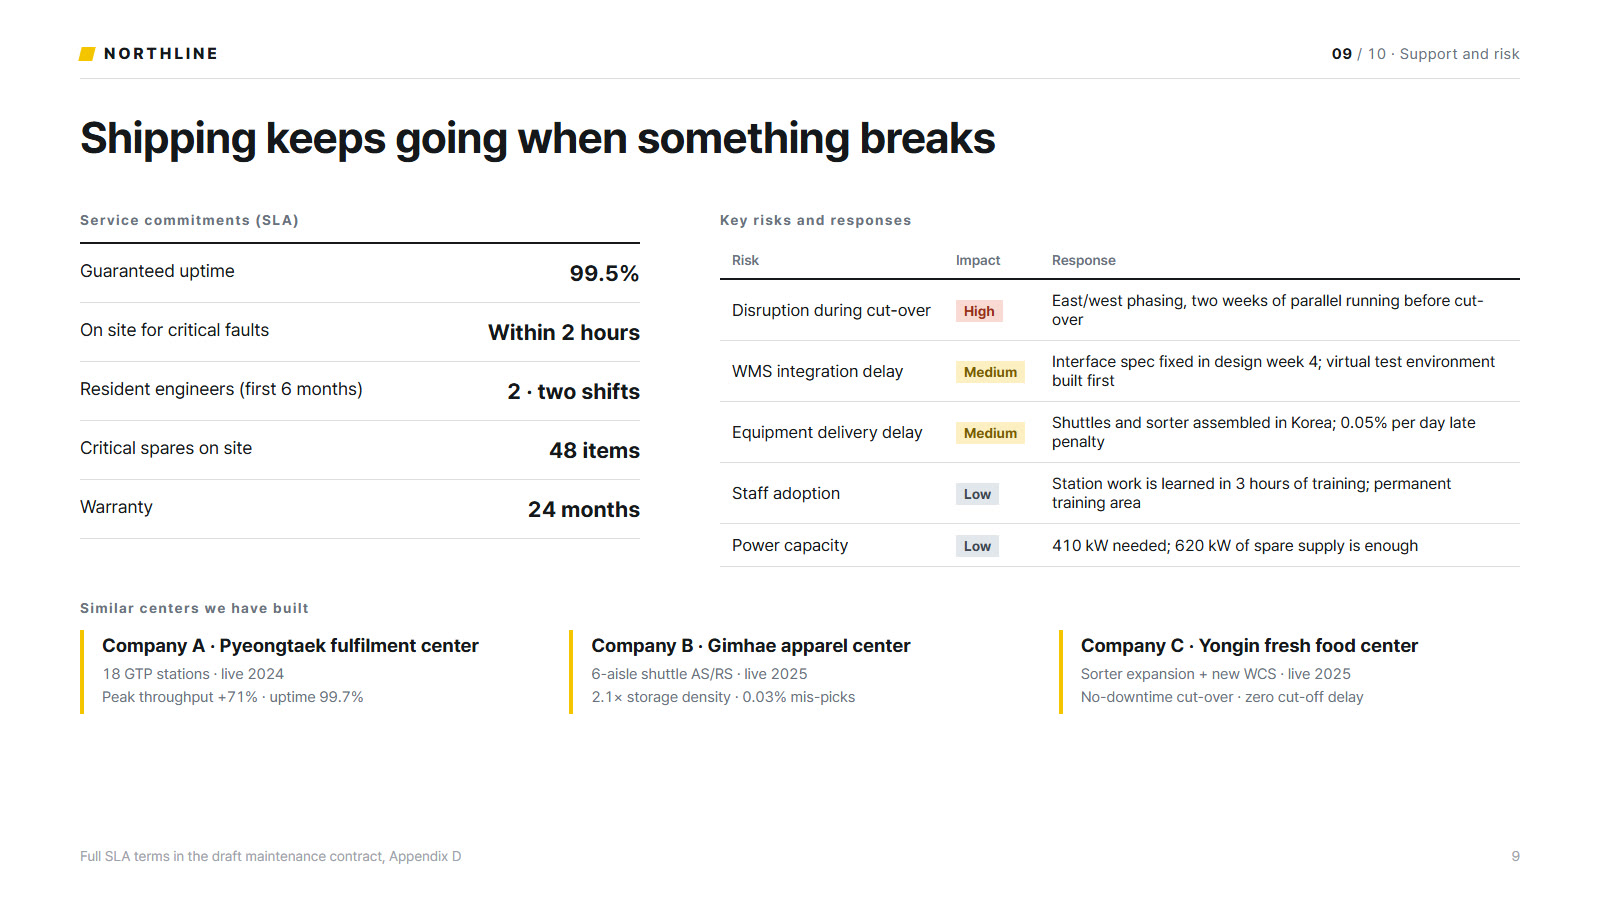 NORTHLINE
09 / 10 · Support and risk
Shipping keeps going when something breaks
Service commitments (SLA)
Guaranteed uptime 99.5%
On site for critical faults Within 2 hours
Resident engineers (first 6 months) 2 · two shifts
Critical spares on site 48 items
Warranty 24 months
Key risks and responses
Risk Impact Response
Disruption during cut-over High East/west phasing, two weeks of parallel running before cut-
over
WMS integration delay Medium Interface spec fixed in design week 4; virtual test environment
built first
Equipment delivery delay Medium Shuttles and sorter assembled in Korea; 0.05% per day late
penalty
Staff adoption Low Station work is learned in 3 hours of training; permanent
training area
Power capacity Low 410 kW needed; 620 kW of spare supply is enough
Similar centers we have built
Company A · Pyeongtaek fulfilment center
18 GTP stations · live 2024
Peak throughput +71% · uptime 99.7%
Company B · Gimhae apparel center
6-aisle shuttle AS/RS · live 2025
2.1× storage density · 0.03% mis-picks
Company C · Yongin fresh food center
Sorter expansion + new WCS · live 2025
No-downtime cut-over · zero cut-off delay
Full SLA terms in the draft maintenance contract, Appendix D
9